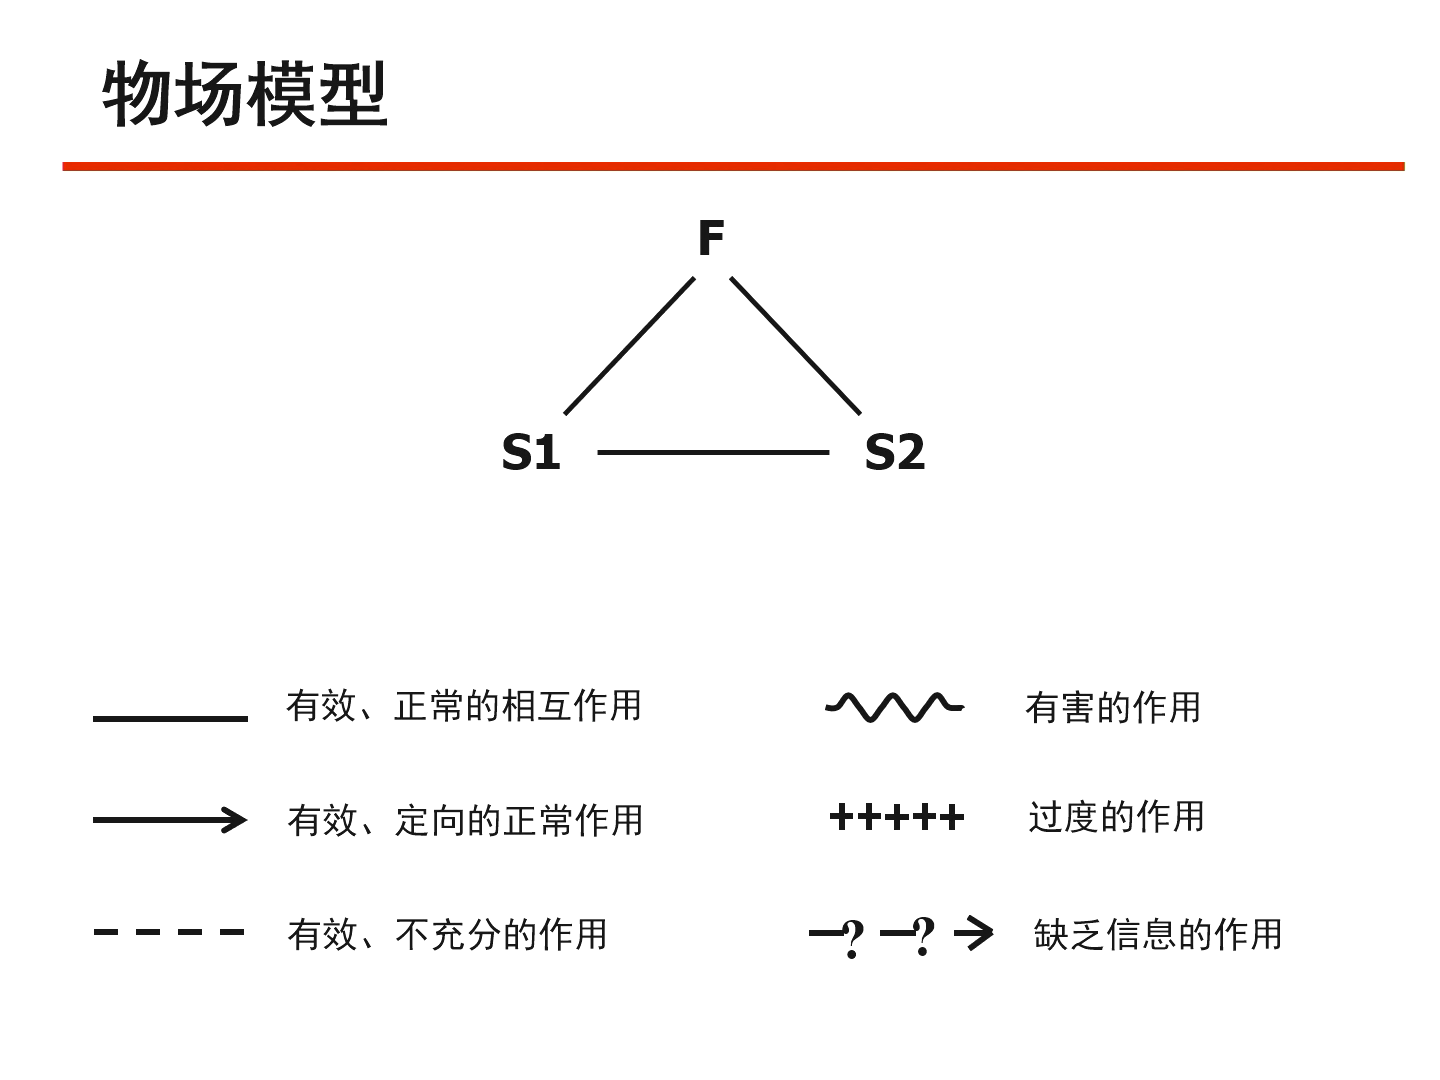 物场模型
F
S1
S2
有效、正常的相互作用
有害的作用
有效、定向的正常作用
+++++
过度的作用
有效、不充分的作用
? ?
缺乏信息的作用